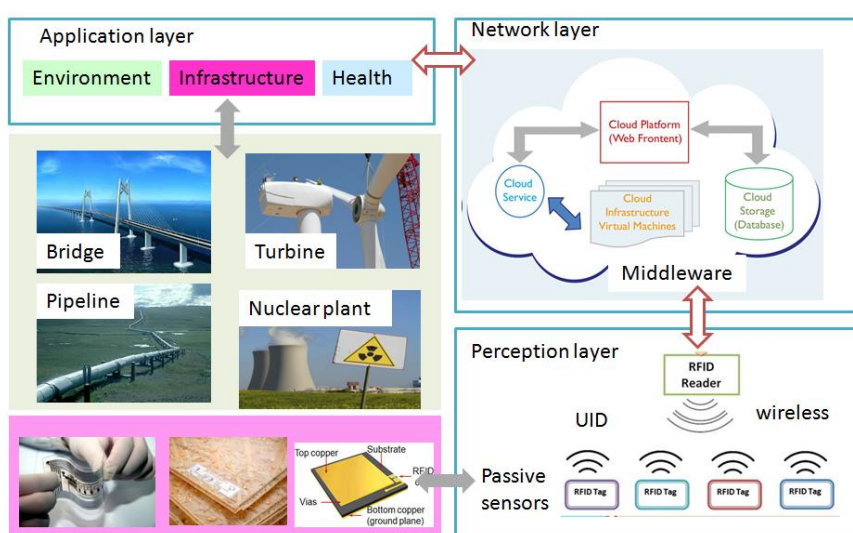 Application layer
Environment
Infrastructure
Health
Network layer
Cloud Platform
(Web Frontent)
Cloud
Service
Cloud
Infrastructure
Virtual Machines
Cloud
Storage
(Database)
Middleware
Bridge
Turbine
Pipeline
Nuclear plant
Perception layer
RFID
Reader
UID
wireless
Passive
sensors
RFID Tag
RFID Tag
RFID Tag
RFID Tag
Top copper
Substrate
RFID
Vias
Bottom copper
(ground plane)